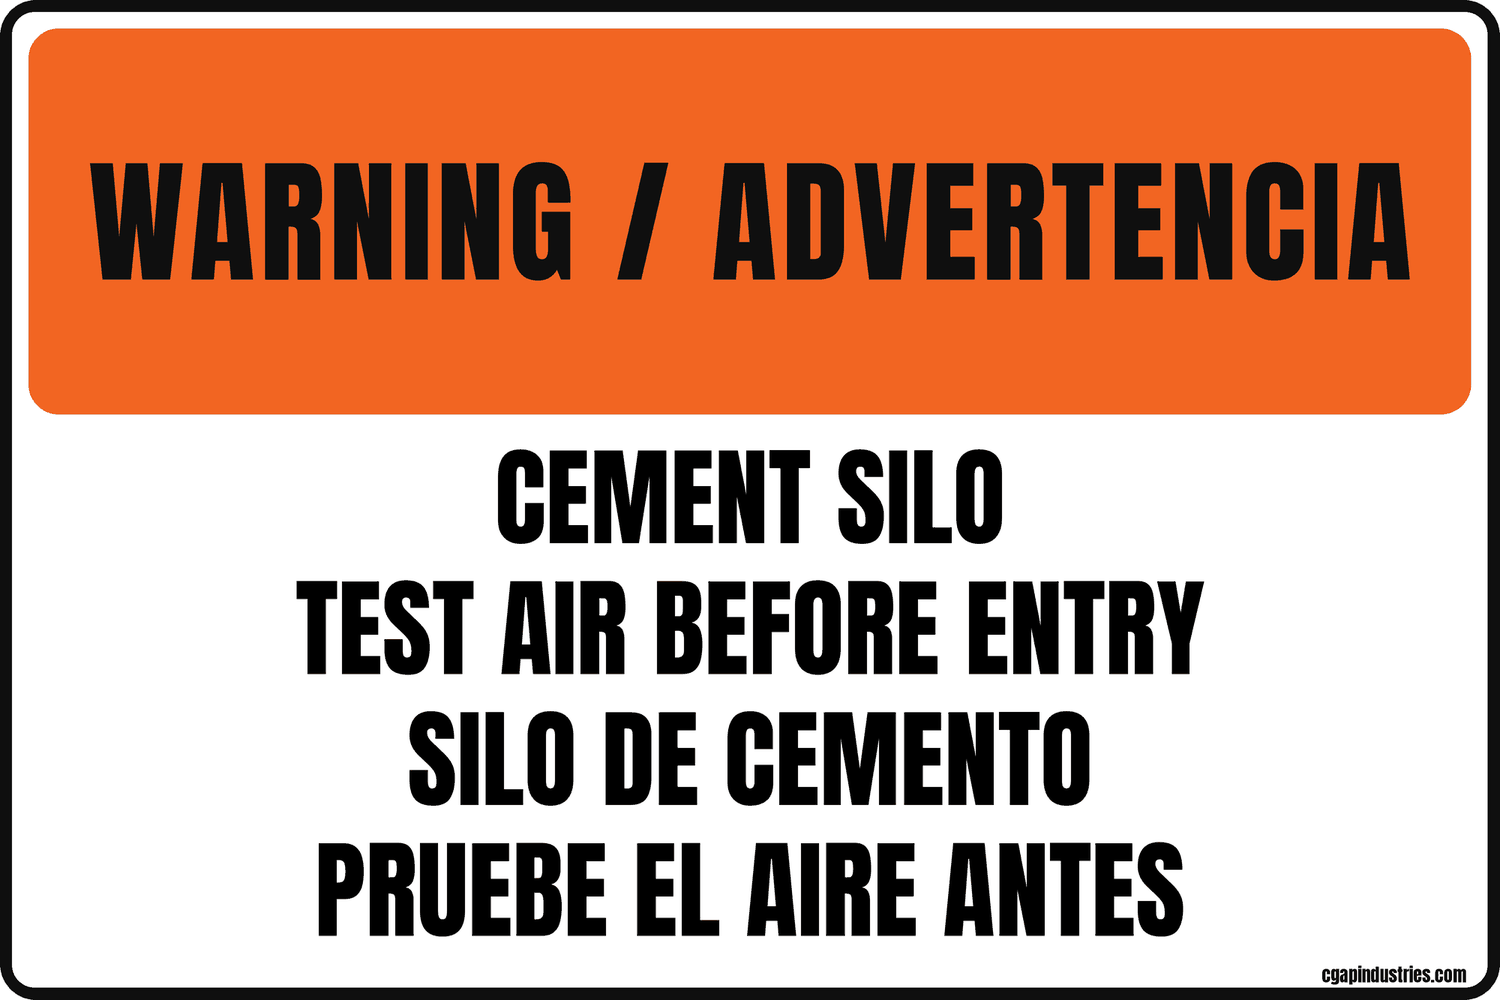 WARNING / ADVERTENCIA
CEMENT SILO
TEST AIR BEFORE ENTRY
SILO DE CEMENTO
PRUEBE EL AIRE ANTES
cgapindustries.com